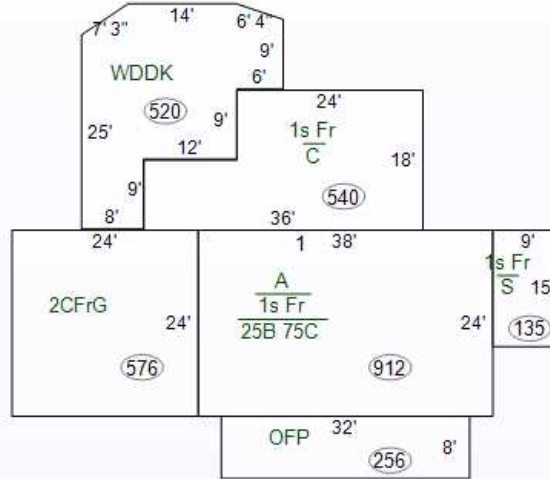 14'
7' 3"
6' 4"
9'
WDDK
6'
520
24'
9'
1s Fr
C
25'
12'
18'
9'
540
8'
36'
24'
1
38'
9'
A
1s Fr
1s Fr
S
15
2CFrG
25B 75C
24'
24'
135
576
912
32'
OFP
8'
256